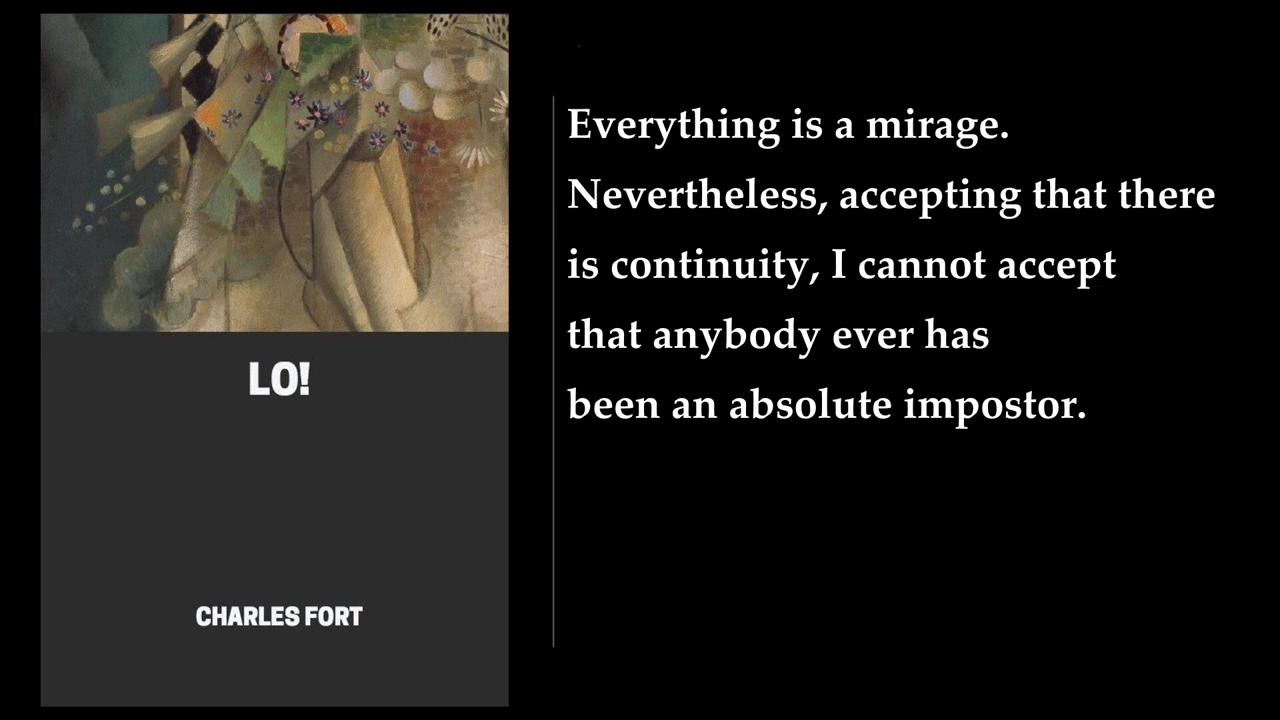 LO!
CHARLES FORT
Everything is a mirage.
Nevertheless, accepting that there
is continuity, I cannot accept
that anybody ever has
been an absolute impostor.